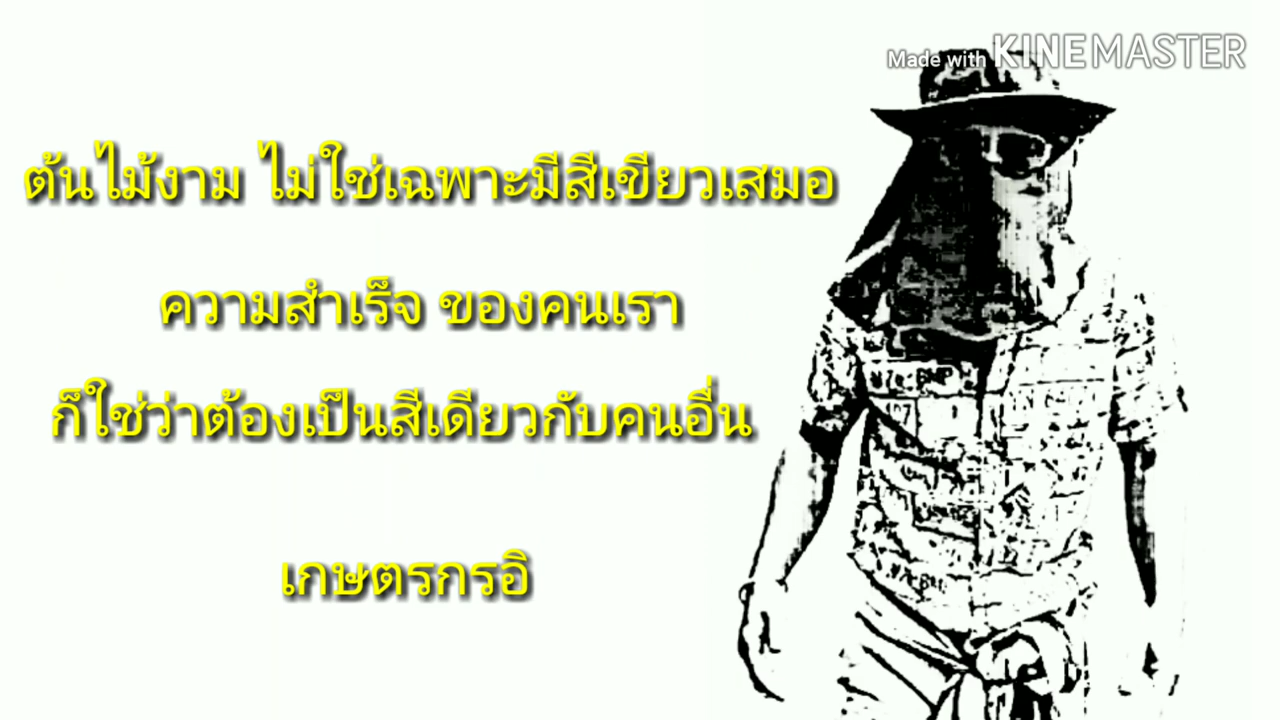 Made with KINEMASTER
ต้นไม้งาม ไม่ใช่เฉพาะมีสีเขียวเสมอ
ความสำเร็จ ของคนเรา
ก็ใช่ว่าต้องเป็นสีเดียวกับคนอื่น
เกษตรกรอิ